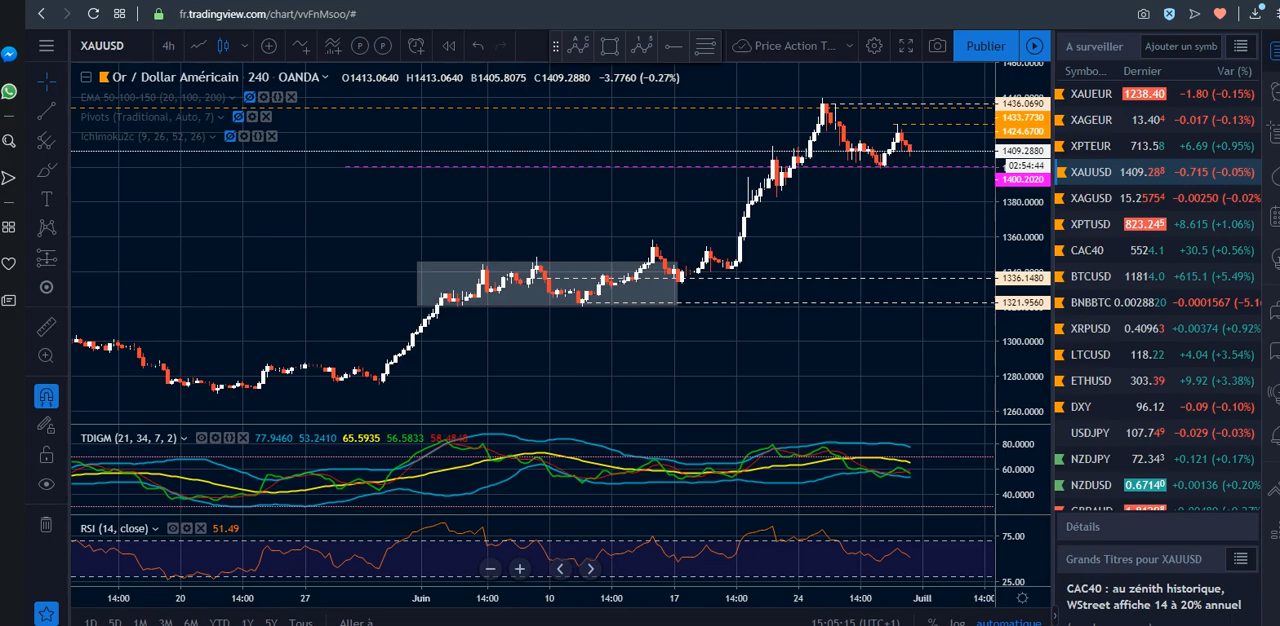 fr.tradingview.com/chart/vvFnMsoo/#
XAUUSD 4h Price Action T... Publier
Or / Dollar Américain 240 OANDA O1413.0640 H1413.0640 B1405.8075 C1409.2880 −3.7760 (−0.27%)
EMA 50-100-150 (20, 100, 200)
Pivots (Traditional, Auto, 7)
Ichimoku2c (9, 26, 52, 26)
1460.0000
1436.0690
1433.7730
1424.6700
1409.2880
02:54:44
1400.2020
1380.0000
1360.0000
1336.1480
1321.9560
1300.0000
1280.0000
1260.0000
TDIGM (21, 34, 7, 2) 77.9460 53.2410 65.5935 56.5833
80.0000
60.0000
40.0000
RSI (14, close) 51.49
75.00
25.00
14:00 20 14:00 27 Juin 14:00 10 14:00 17 14:00 24 14:00 Juill 14:00
1D 5D 1M 3M 6M YTD 1Y 5Y Tous Aller à 15:05:15 (UTC+1) % log automatique
A surveiller Ajouter un symb
Symbo... Dernier Var (%)
XAUEUR 1238.40 −1.80 (−0.15%)
XAGEUR 13.404 −0.017 (−0.13%)
XPTEUR 713.58 +6.69 (+0.95%)
XAUUSD 1409.288 −0.715 (−0.05%)
XAGUSD 15.25754 −0.00250 (−0.02%
XPTUSD 823.245 +8.615 (+1.06%)
CAC40 5524.1 +30.5 (+0.56%)
BTCUSD 11814.0 +615.1 (+5.49%)
BNBBTC 0.0028820 −0.0001567 (−5.1
XRPUSD 0.40963 +0.00374 (+0.92%
LTCUSD 118.22 +4.04 (+3.54%)
ETHUSD 303.39 +9.92 (+3.38%)
DXY 96.12 −0.09 (−0.10%)
USDJPY 107.749 −0.029 (−0.03%)
NZDJPY 72.343 +0.121 (+0.17%)
NZDUSD 0.67140 +0.00136 (+0.20%
Détails
Grands Titres pour XAUUSD
CAC40 : au zénith historique,
WStreet affiche 14 à 20% annuel